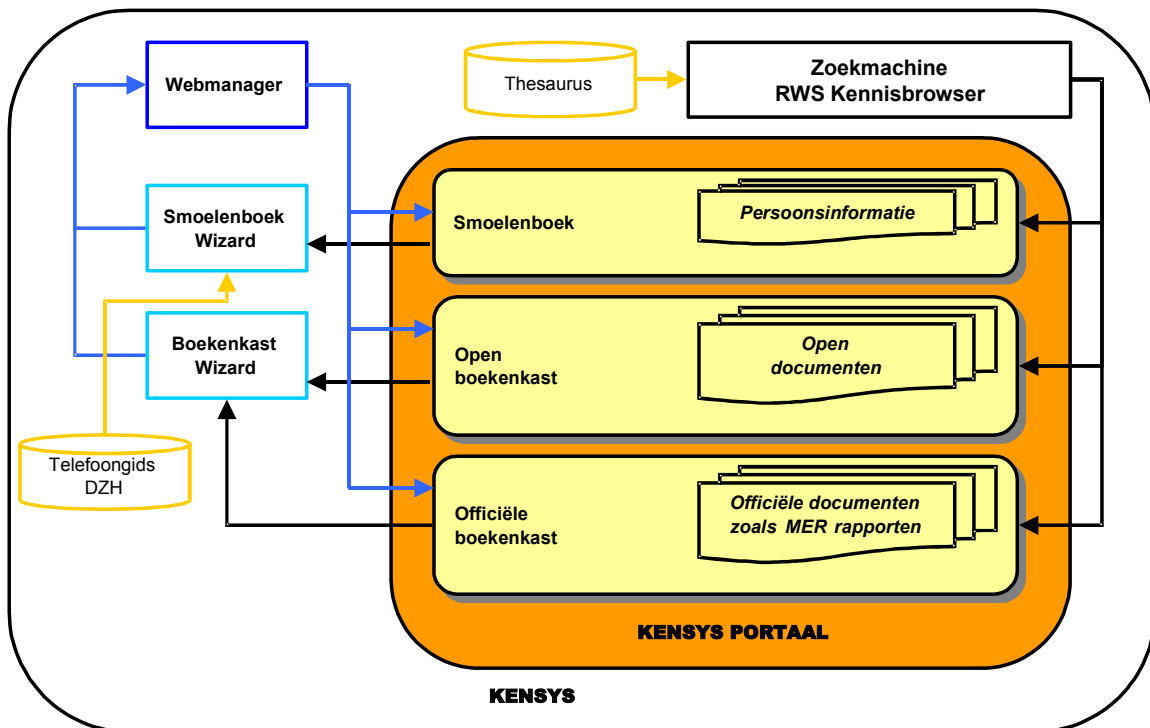 Webmanager
Thesaurus
Zoekmachine
RWS Kennisbrowser
Smoelenboek
Wizard
Smoelenboek
Persoonsinformatie
Boekenkast
Wizard
Open
boekenkast
Open
documenten
Telefoongids
DZH
Officiële
boekenkast
Officiële documenten
zoals MER rapporten
KENSYS PORTAAL
KENSYS